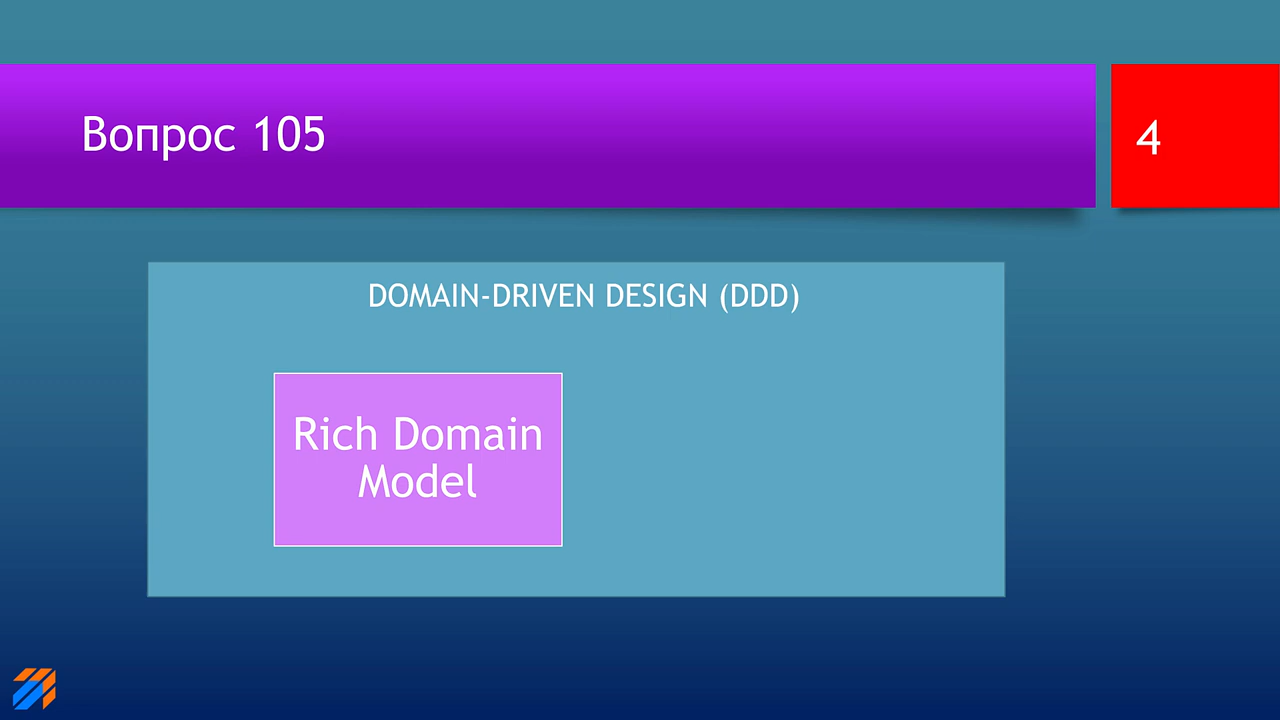 Вопрос 105
4
DOMAIN-DRIVEN DESIGN (DDD)
Rich Domain
Model